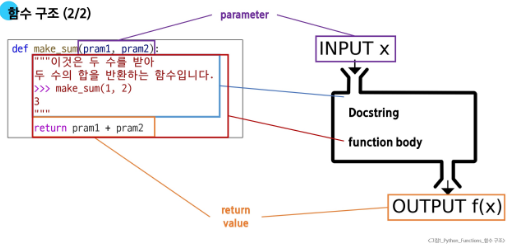 함수 구조 (2/2)
parameter
def make_sum(pram1, pram2):
"""이것은 두 수를 받아
두 수의 합을 반환하는 함수입니다.
>>> make_sum(1, 2)
3
"""
return pram1 + pram2
INPUT x
Docstring
function body
OUTPUT f(x)
return
value